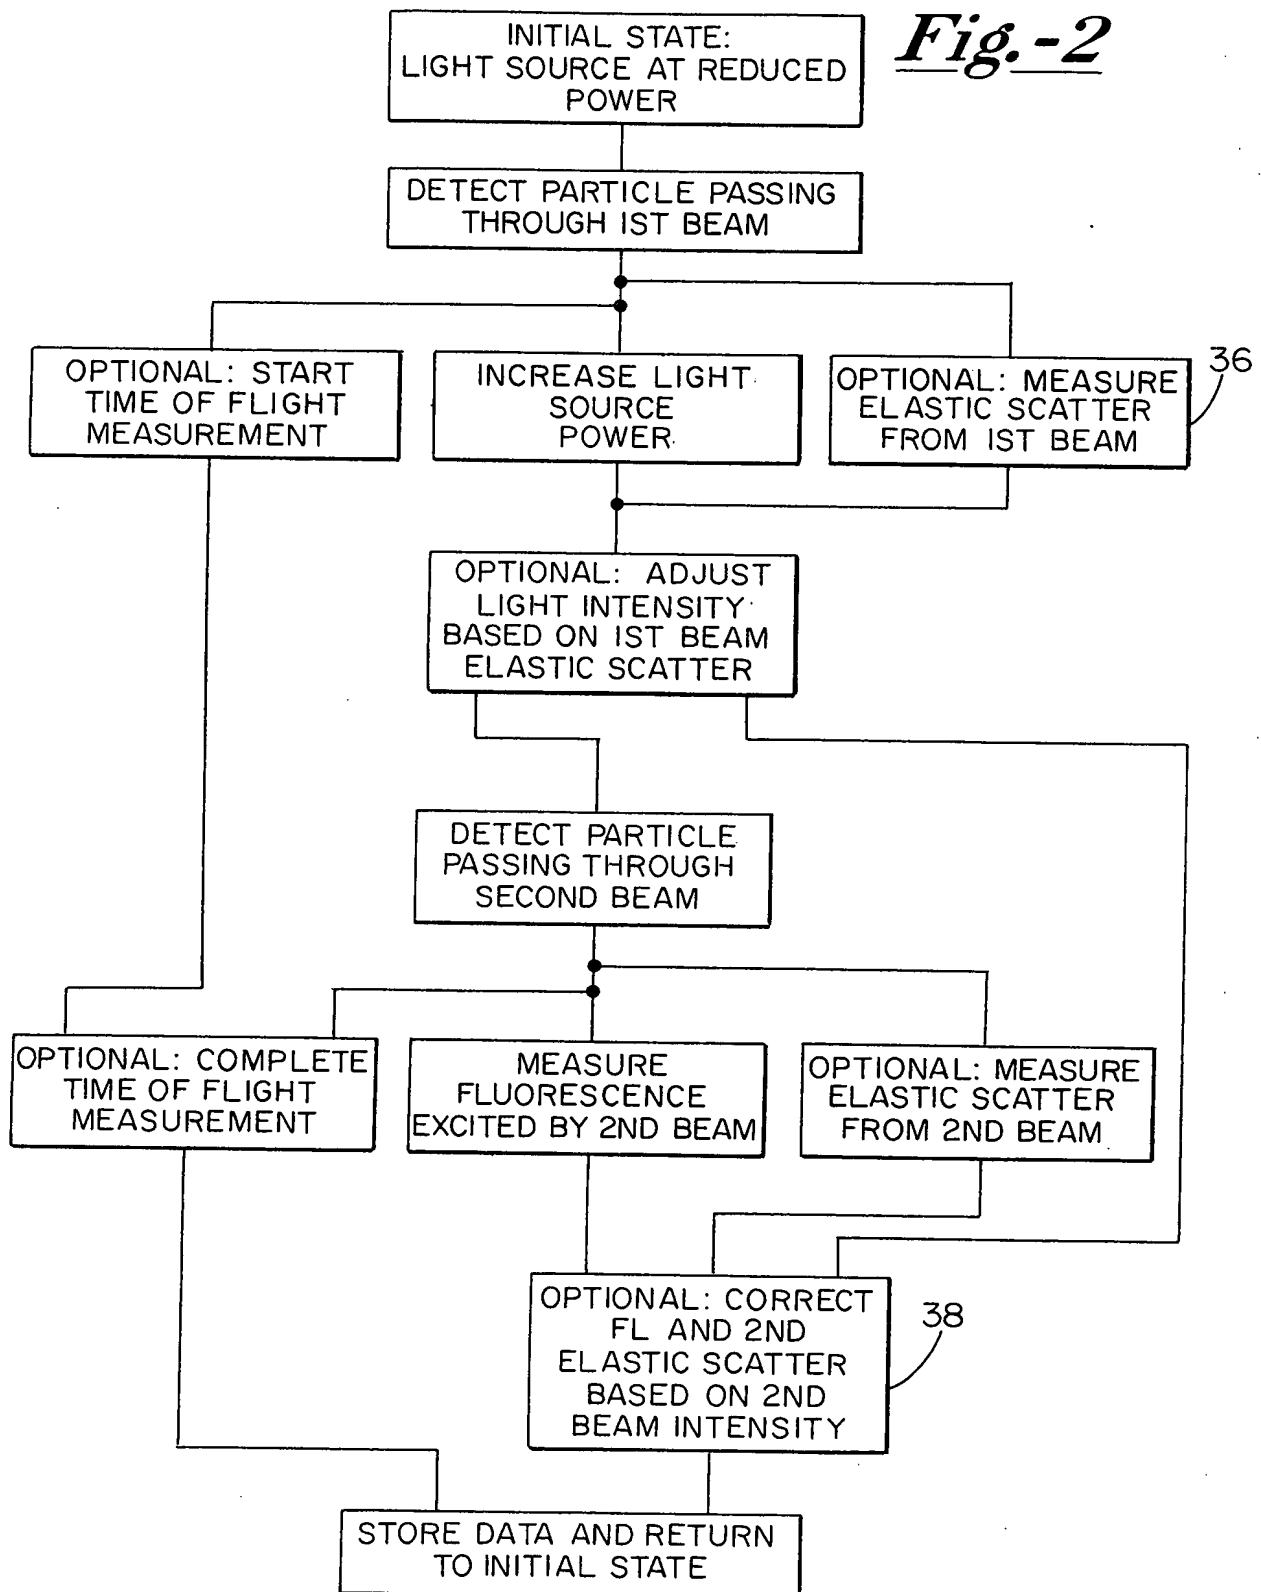 Fig.-2
INITIAL STATE:
LIGHT SOURCE AT REDUCED
POWER
DETECT PARTICLE PASSING
THROUGH 1ST BEAM
OPTIONAL: START
TIME OF FLIGHT
MEASUREMENT
INCREASE LIGHT
SOURCE
POWER
OPTIONAL: MEASURE
ELASTIC SCATTER
FROM 1ST BEAM
36
OPTIONAL: ADJUST
LIGHT INTENSITY
BASED ON 1ST BEAM
ELASTIC SCATTER
DETECT PARTICLE
PASSING THROUGH
SECOND BEAM
OPTIONAL: COMPLETE
TIME OF FLIGHT
MEASUREMENT
MEASURE
FLUORESCENCE
EXCITED BY 2ND BEAM
OPTIONAL: MEASURE
ELASTIC SCATTER
FROM 2ND BEAM
OPTIONAL: CORRECT
FL AND 2ND
ELASTIC SCATTER
BASED ON 2ND
BEAM INTENSITY
38
STORE DATA AND RETURN
TO INITIAL STATE